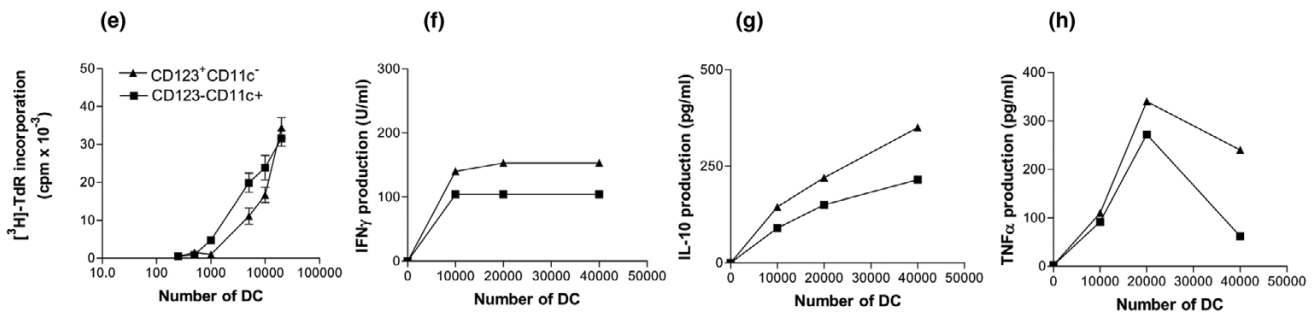 (e)
[³H]-TdR incorporation
(cpm x 10⁻³)
50
40
30
20
10
0
10.0
100
1000
10000
100000
Number of DC
CD123⁺CD11c⁻
CD123-CD11c+
(f)
IFNγ production (U/ml)
300
200
100
0
0
10000
20000
30000
40000
50000
Number of DC
(g)
IL-10 production (pg/ml)
500
250
0
0
10000
20000
30000
40000
50000
Number of DC
(h)
TNFα production (pg/ml)
400
300
200
100
0
0
10000
20000
30000
40000
50000
Number of DC